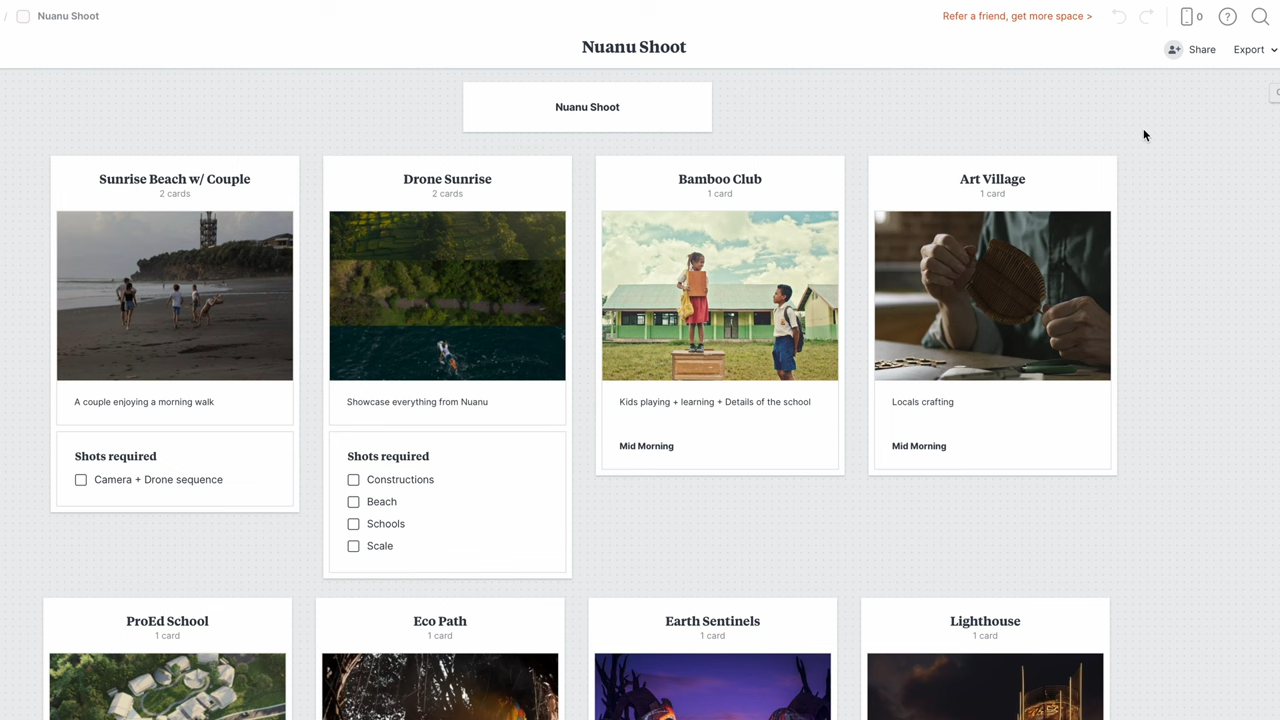 / Nuanu Shoot
Refer a friend, get more space >
0
?
Nuanu Shoot
Share
Export
Nuanu Shoot
Sunrise Beach w/ Couple
2 cards
A couple enjoying a morning walk
Shots required
Camera + Drone sequence
Drone Sunrise
2 cards
Showcase everything from Nuanu
Shots required
Constructions
Beach
Schools
Scale
Bamboo Club
1 card
Kids playing + learning + Details of the school
Mid Morning
Art Village
1 card
Locals crafting
Mid Morning
ProEd School
1 card
Eco Path
1 card
Earth Sentinels
1 card
Lighthouse
1 card